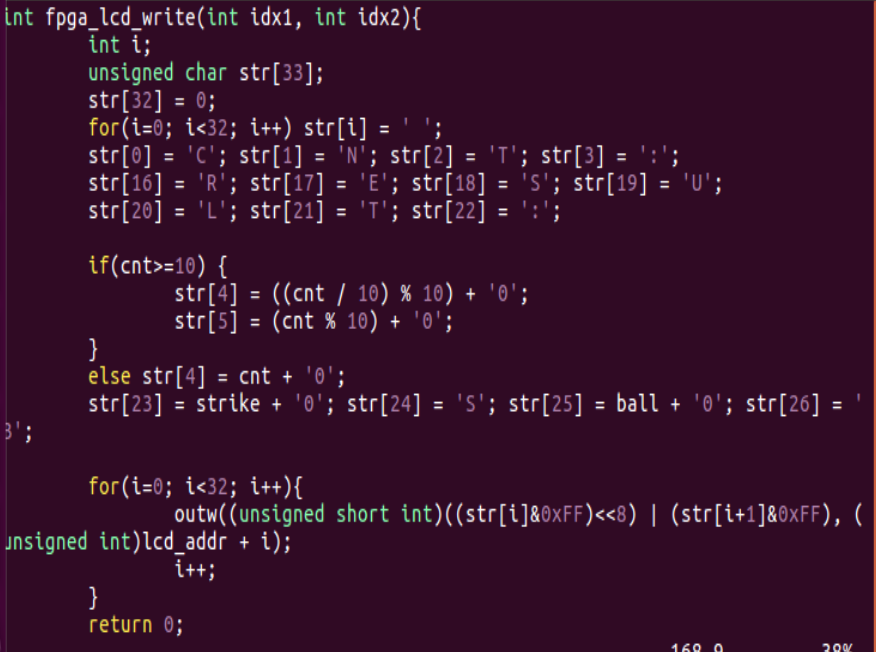 int fpga_lcd_write(int idx1, int idx2){
int i;
unsigned char str[33];
str[32] = 0;
for(i=0; i<32; i++) str[i] = ' ';
str[0] = 'C'; str[1] = 'N'; str[2] = 'T'; str[3] = ':';
str[16] = 'R'; str[17] = 'E'; str[18] = 'S'; str[19] = 'U';
str[20] = 'L'; str[21] = 'T'; str[22] = ':';
if(cnt>=10) {
str[4] = ((cnt / 10) % 10) + '0';
str[5] = (cnt % 10) + '0';
}
else str[4] = cnt + '0';
str[23] = strike + '0'; str[24] = 'S'; str[25] = ball + '0'; str[26] = '
B';
for(i=0; i<32; i++){
outw((unsigned short int)((str[i]&0xFF)<<8) | (str[i+1]&0xFF), (
unsigned int)lcd_addr + i);
i++;
}
return 0;
168,9 38%